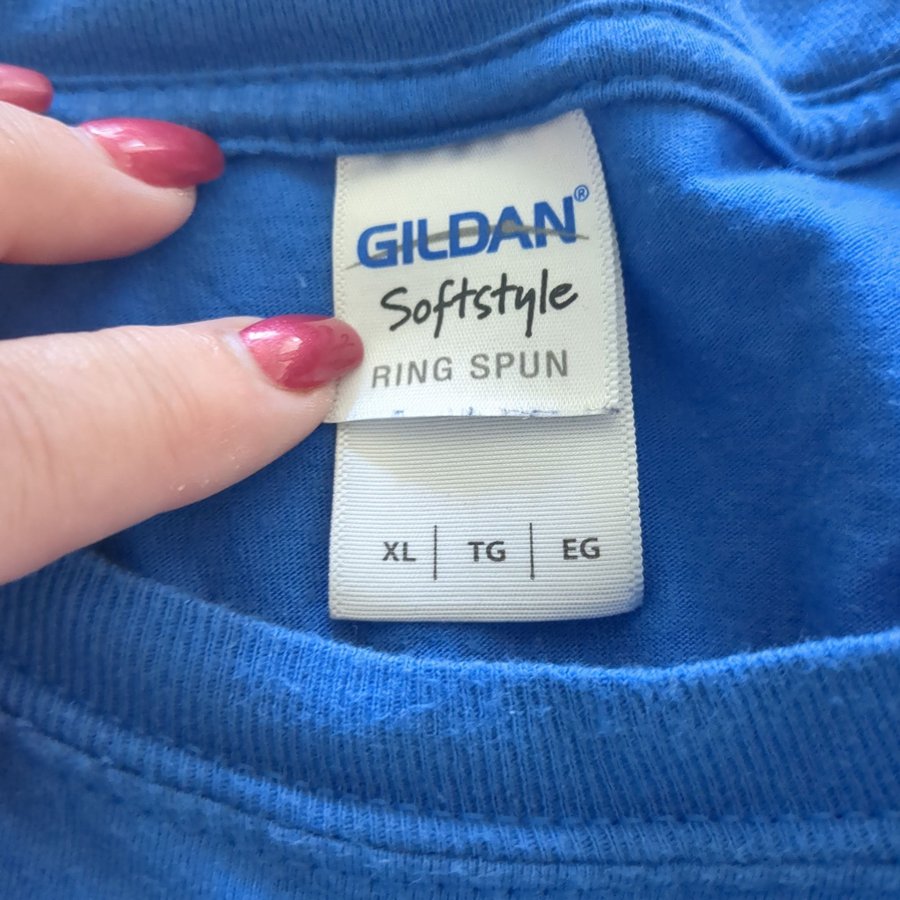 GILDAN®
Softstyle
RING SPUN
XL | TG | EG